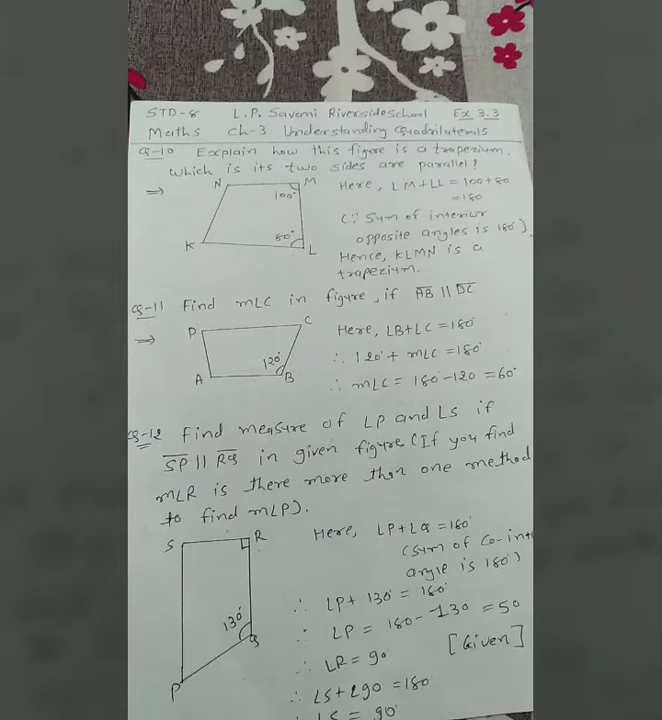 STD-8 L.P. Savani Riverside School Ex 3.3
Maths Ch-3 Understanding Quadrilaterals
Q-10 Explain how this figure is a trapezium.
which is its two sides are parallel?
⇒ N M Here, ∠M+∠L = 100+80
100° =180
(∵ Sum of interior
80° opposite angles is 180°)
K L Hence, KLMN is a
trapezium.
Q-11 Find m∠C in figure, if AB || DC
⇒ D C Here, ∠B+∠C =180°
120° ∴ 120°+ m∠C =180°
A B ∴ m∠C = 180°-120 =60°
Q-12 Find measure of ∠P and ∠S if
SP || RQ in given figure (If you find
m∠R is there more than one method
to find m∠P).
S R Here, ∠P+∠Q =180°
(Sum of Co-inte
angle is 180°)
∴ ∠P+ 130° = 180°
130° ∴ ∠P = 180-130 =50
Q ∴ ∠R = 90 [Given]
P ∴ ∠S+∠90 =180°
∴ ∠S = 90°